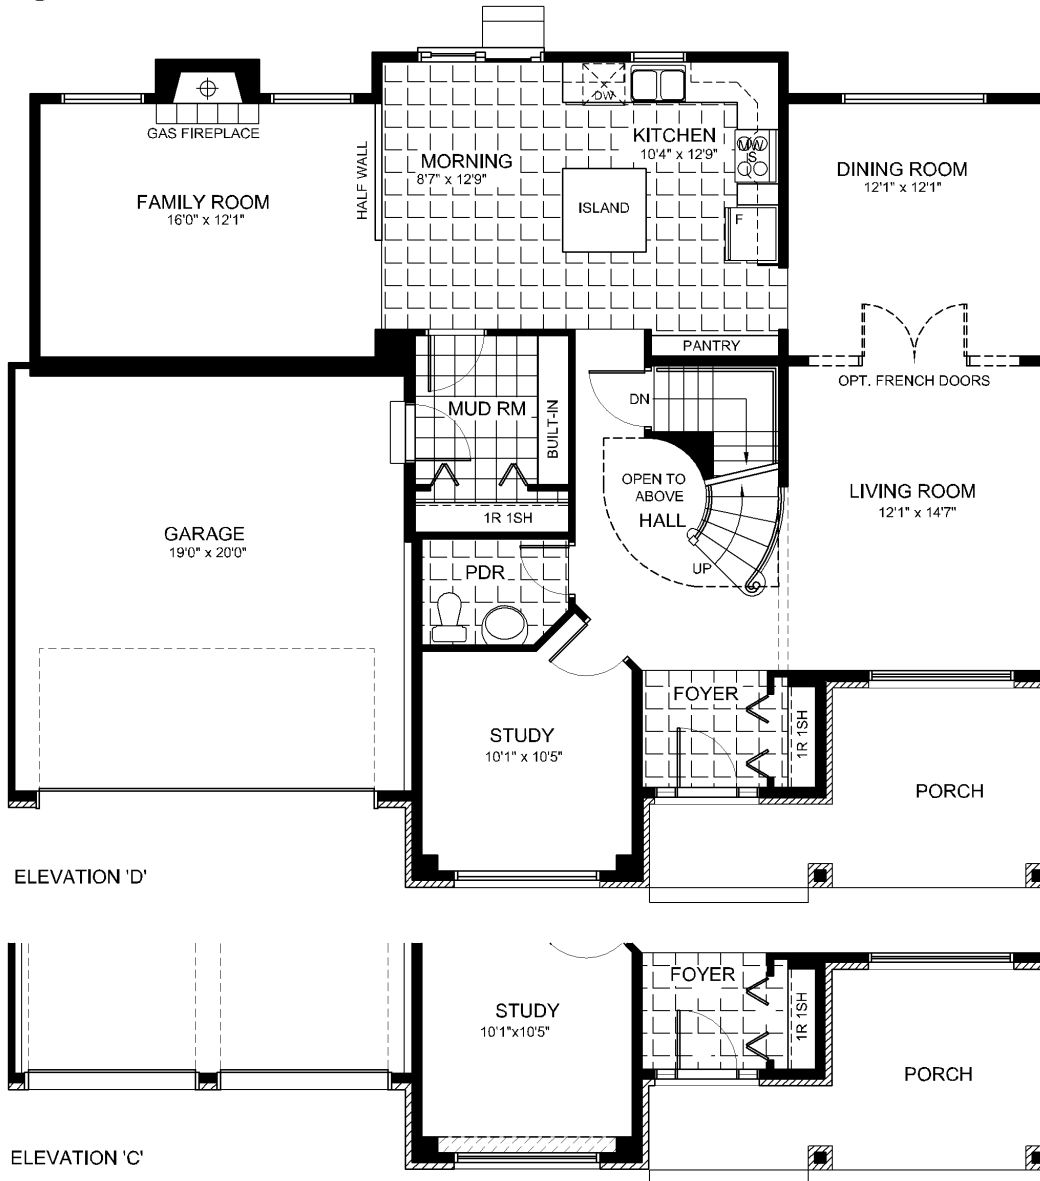 DW
KITCHEN
10'4" x 12'9"
MW
S
GAS FIREPLACE
MORNING
8'7" x 12'9"
DINING ROOM
12'1" x 12'1"
HALF WALL
FAMILY ROOM
16'0" x 12'1"
ISLAND
F
PANTRY
OPT. FRENCH DOORS
DN
MUD RM
BUILT-IN
OPEN TO
ABOVE
HALL
LIVING ROOM
12'1" x 14'7"
1R 1SH
GARAGE
19'0" x 20'0"
PDR
UP
FOYER
1R 1SH
STUDY
10'1" x 10'5"
PORCH
ELEVATION 'D'
FOYER
1R 1SH
STUDY
10'1"x10'5"
PORCH
ELEVATION 'C'